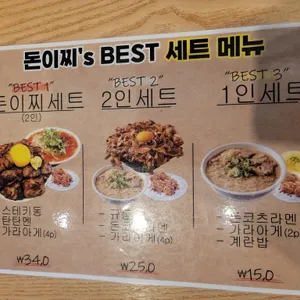 돈이찌's BEST 세트 메뉴
"BEST 1"
돈이찌세트
(2인)
스테키동
탄탄멘
가라아게(4p)
₩34.0
"BEST 2"
2인세트
- 가라아게(4p)
₩25.0
"BEST 3"
1인세트
- 돈코츠라멘
- 가라아게(2p)
- 계란밥
₩15.0